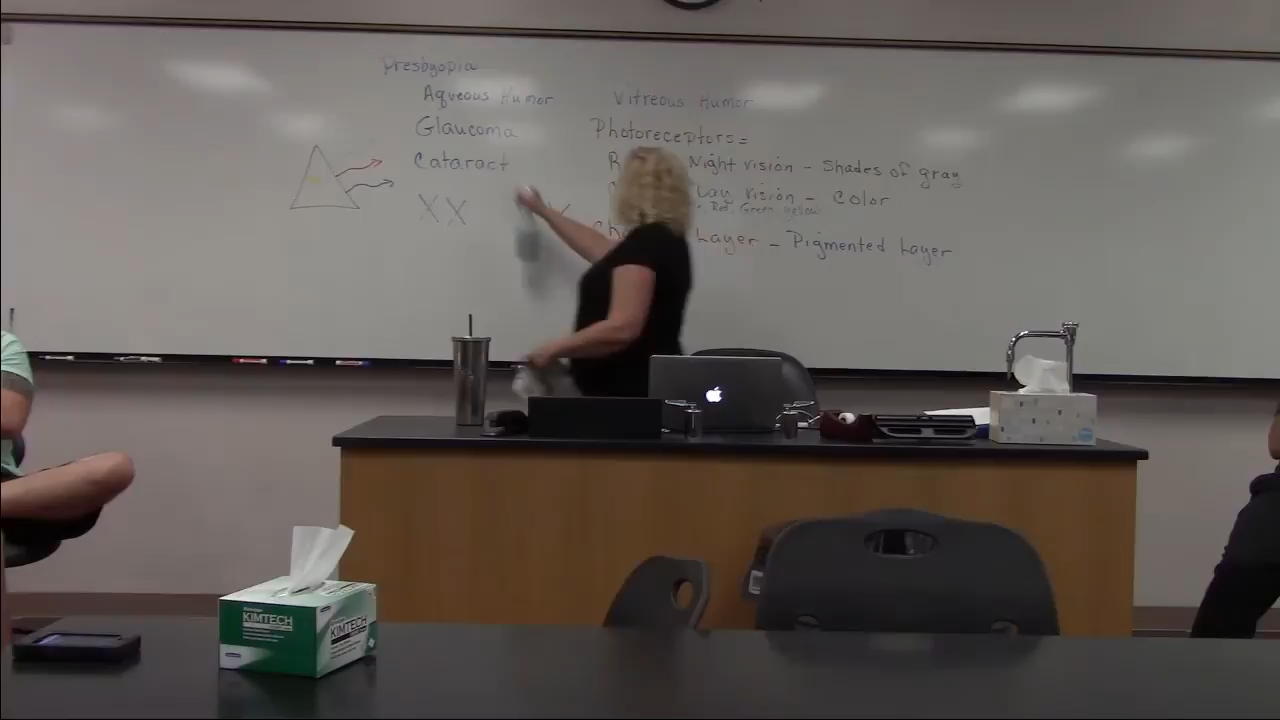 Presbyopia
Aqueous Humor
Glaucoma
Cataract
XX
Vitreous Humor
Photoreceptors=
Night vision - Shades of gray
Day vision - Color
Red, Green, Yellow
Layer - Pigmented Layer
KIMTECH
KIMTECH